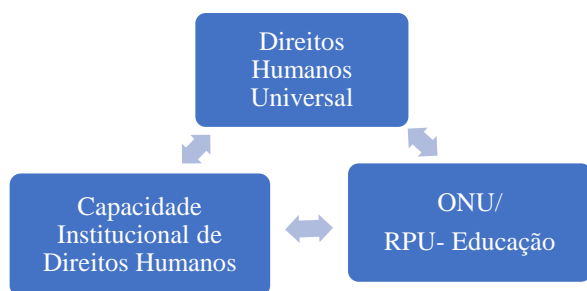 Direitos
Humanos
Universal
Capacidade
Institucional de
Direitos Humanos
ONU/
RPU- Educação